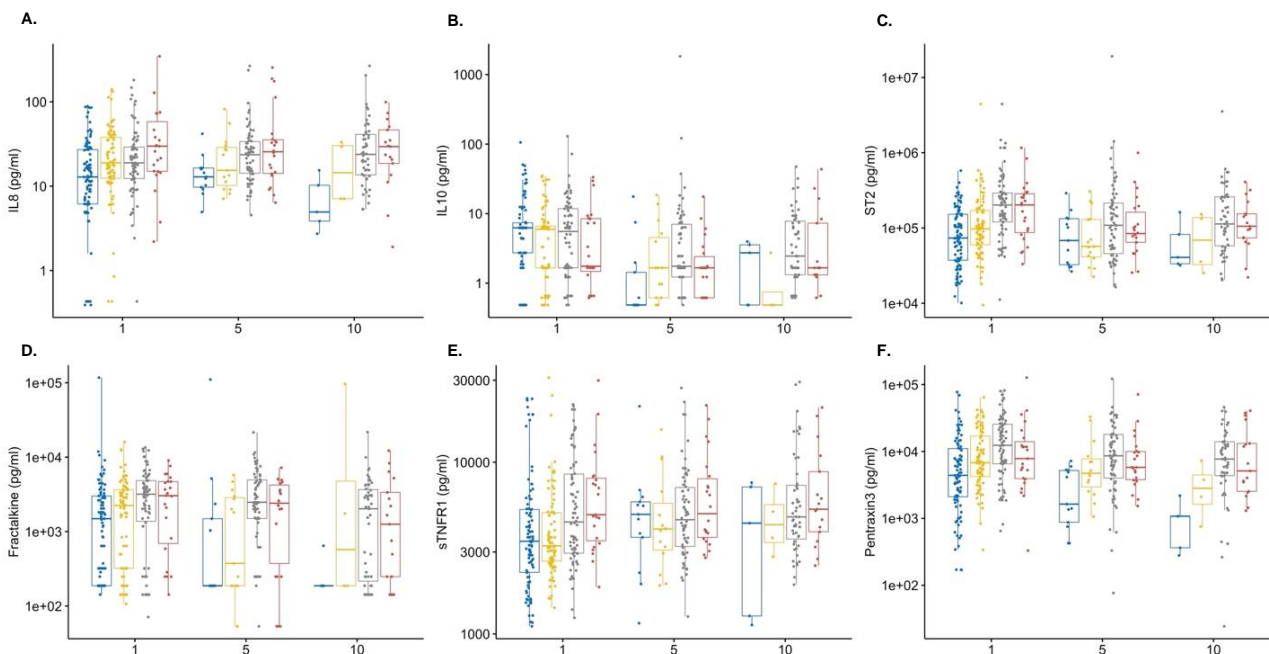 A.
IL8 (pg/ml)
100
10
1
1 5 10
B.
IL10 (pg/ml)
1000
100
10
1
1 5 10
C.
ST2 (pg/ml)
1e+07
1e+06
1e+05
1e+04
1 5 10
D.
Fractalkine (pg/ml)
1e+05
1e+04
1e+03
1e+02
1 5 10
E.
sTNFR1 (pg/ml)
30000
10000
3000
1000
1 5 10
F.
Pentraxin3 (pg/ml)
1e+05
1e+04
1e+03
1e+02
1 5 10